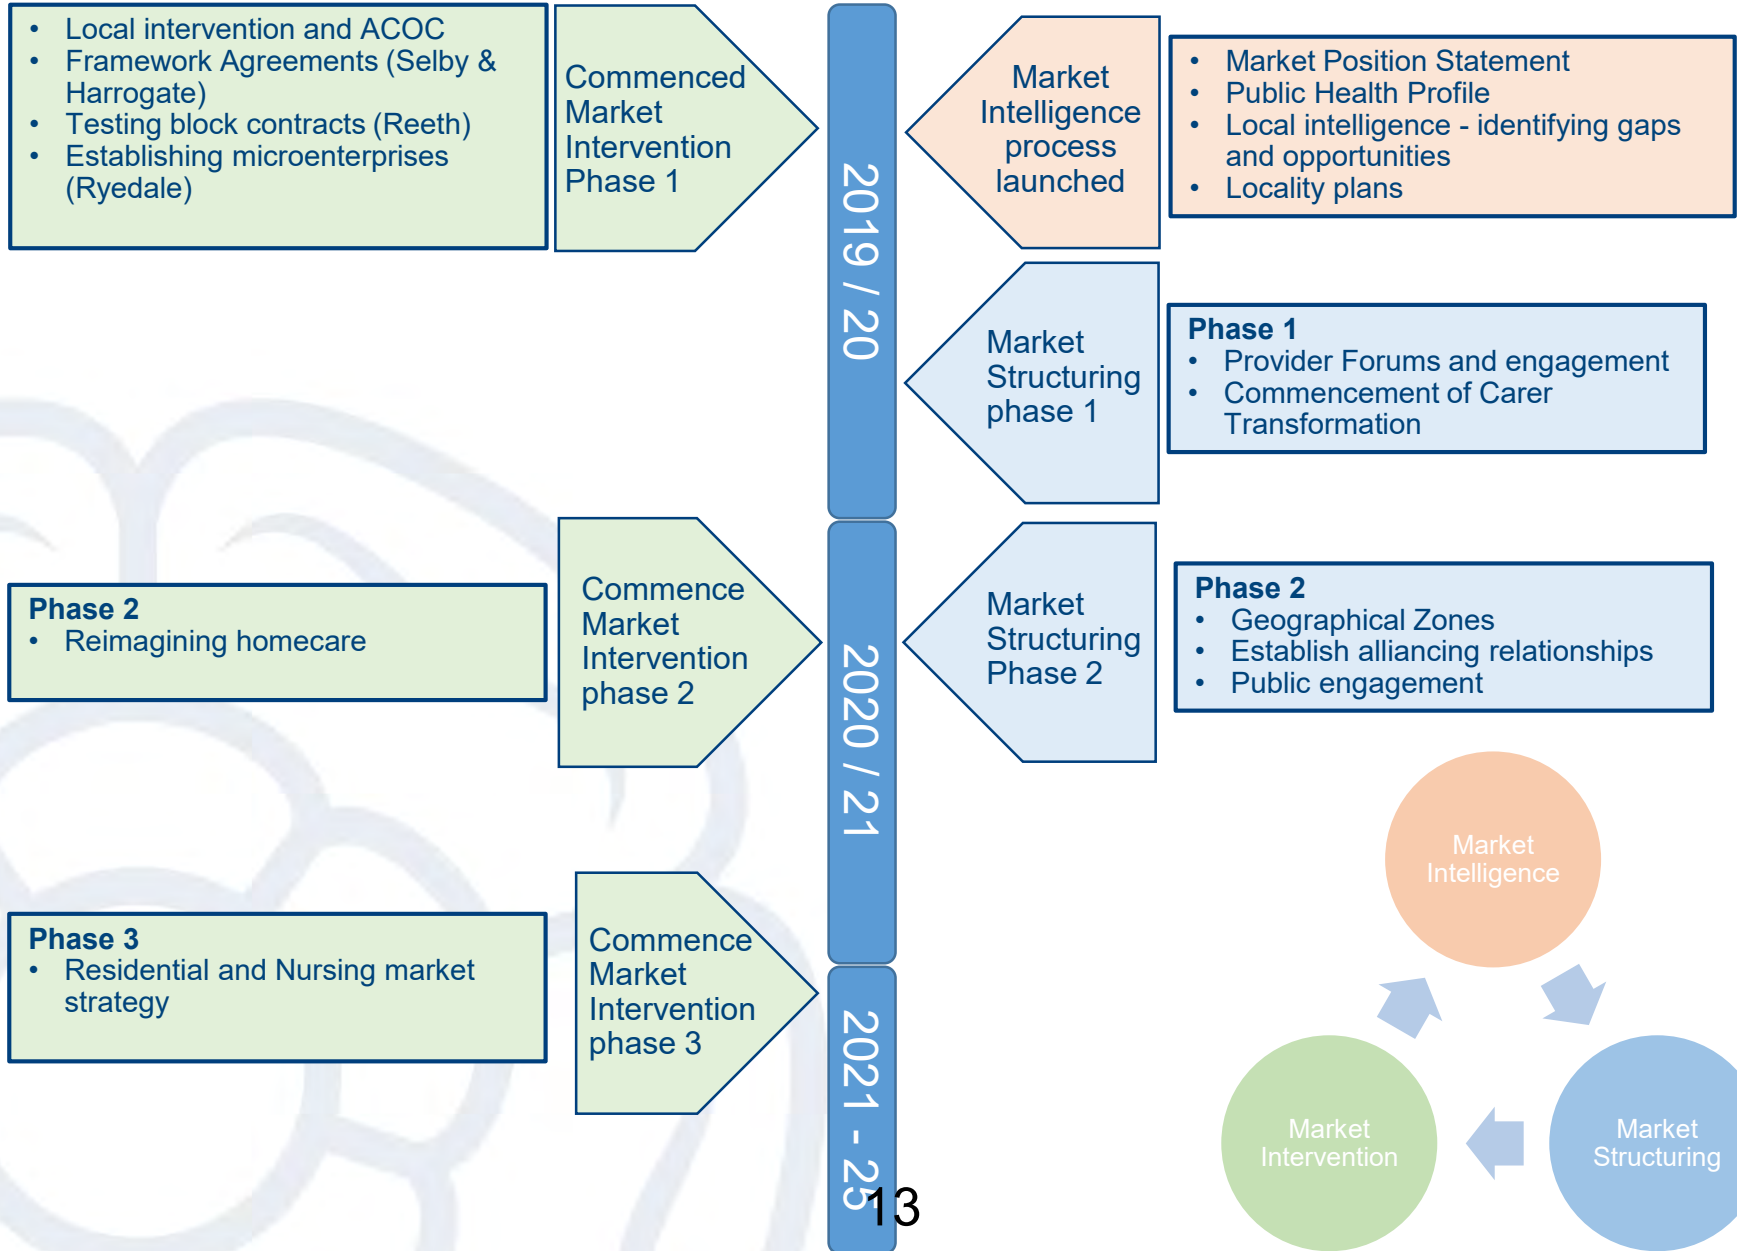 • Local intervention and ACOC
• Framework Agreements (Selby &
Harrogate)
• Testing block contracts (Reeth)
• Establishing microenterprises
(Ryedale)
Commenced
Market
Intervention
Phase 1
2019 / 20
Market
Intelligence
process
launched
• Market Position Statement
• Public Health Profile
• Local intelligence - identifying gaps
and opportunities
• Locality plans
Market
Structuring
phase 1
Phase 1
• Provider Forums and engagement
• Commencement of Carer
Transformation
Phase 2
• Reimagining homecare
Commence
Market
Intervention
phase 2
2020 / 21
Market
Structuring
Phase 2
Phase 2
• Geographical Zones
• Establish alliancing relationships
• Public engagement
Phase 3
• Residential and Nursing market
strategy
Commence
Market
Intervention
phase 3
2021 - 25
Market
Intelligence
Market
Intervention
Market
Structuring
13